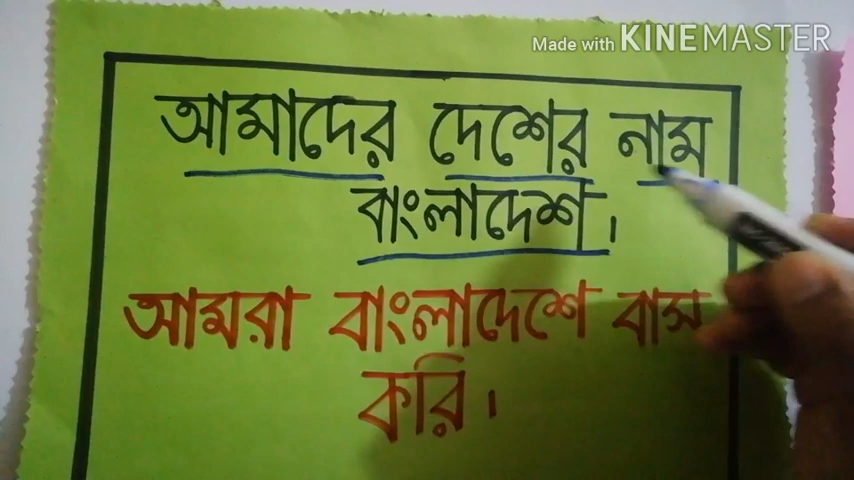 Made with KINEMASTER
আমাদের দেশের নাম
বাংলাদেশ।
আমরা বাংলাদেশে বাস
করি।